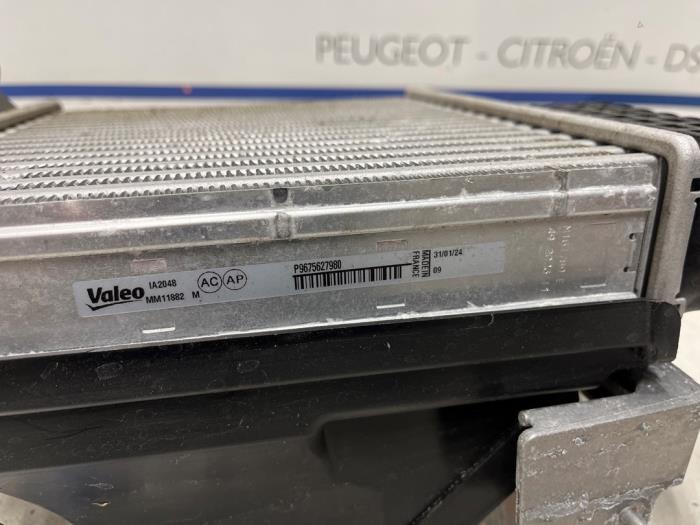 PEUGEOT - CITROËN - DS
Valeo
IA2048
MM11882 M
AC AP
P9675627980
MADE IN
FRANCE
31/01/24
09